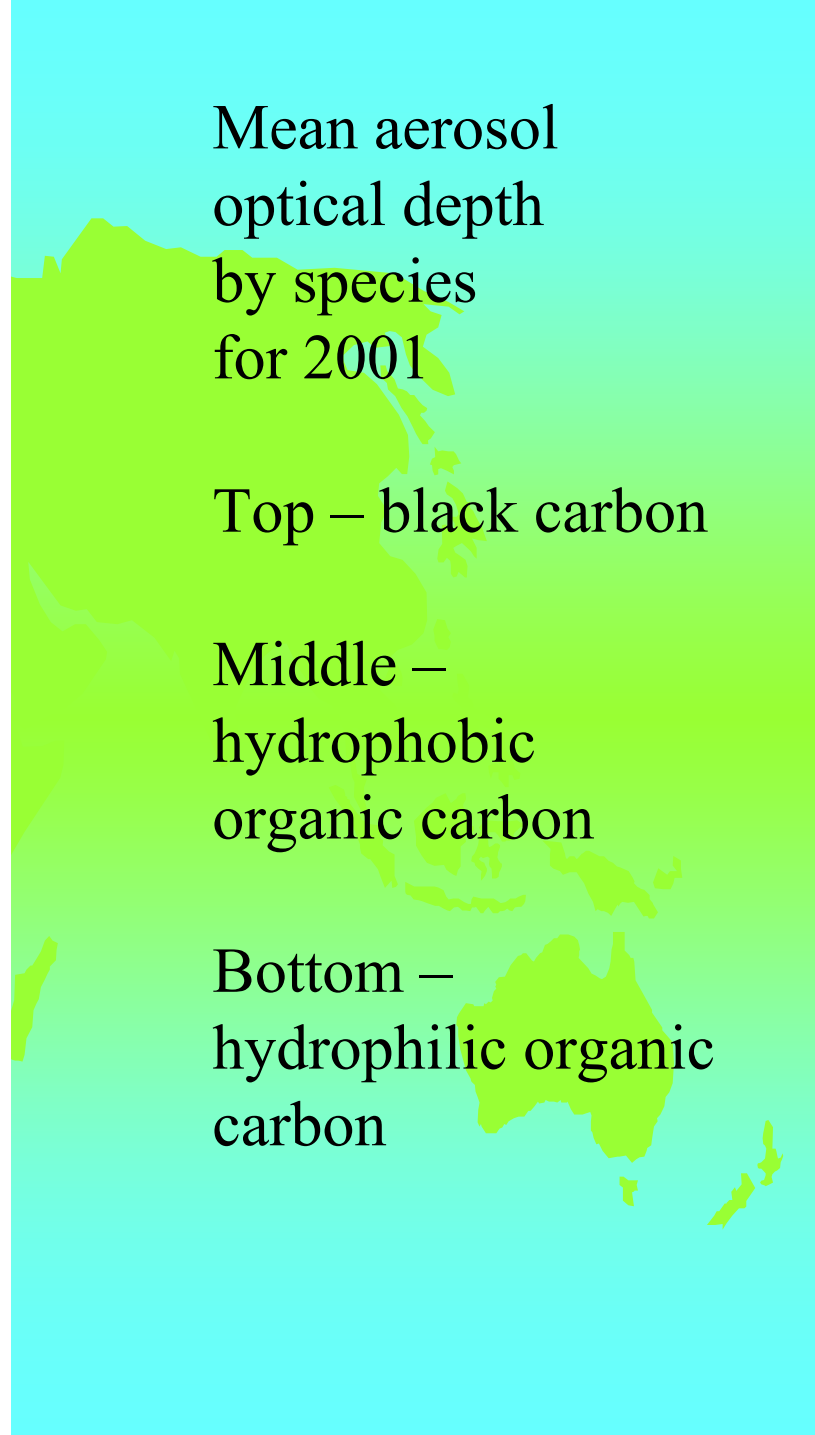 Mean aerosol
optical depth
by species
for 2001
Top – black carbon
Middle –
hydrophobic
organic carbon
Bottom –
hydrophilic organic
carbon